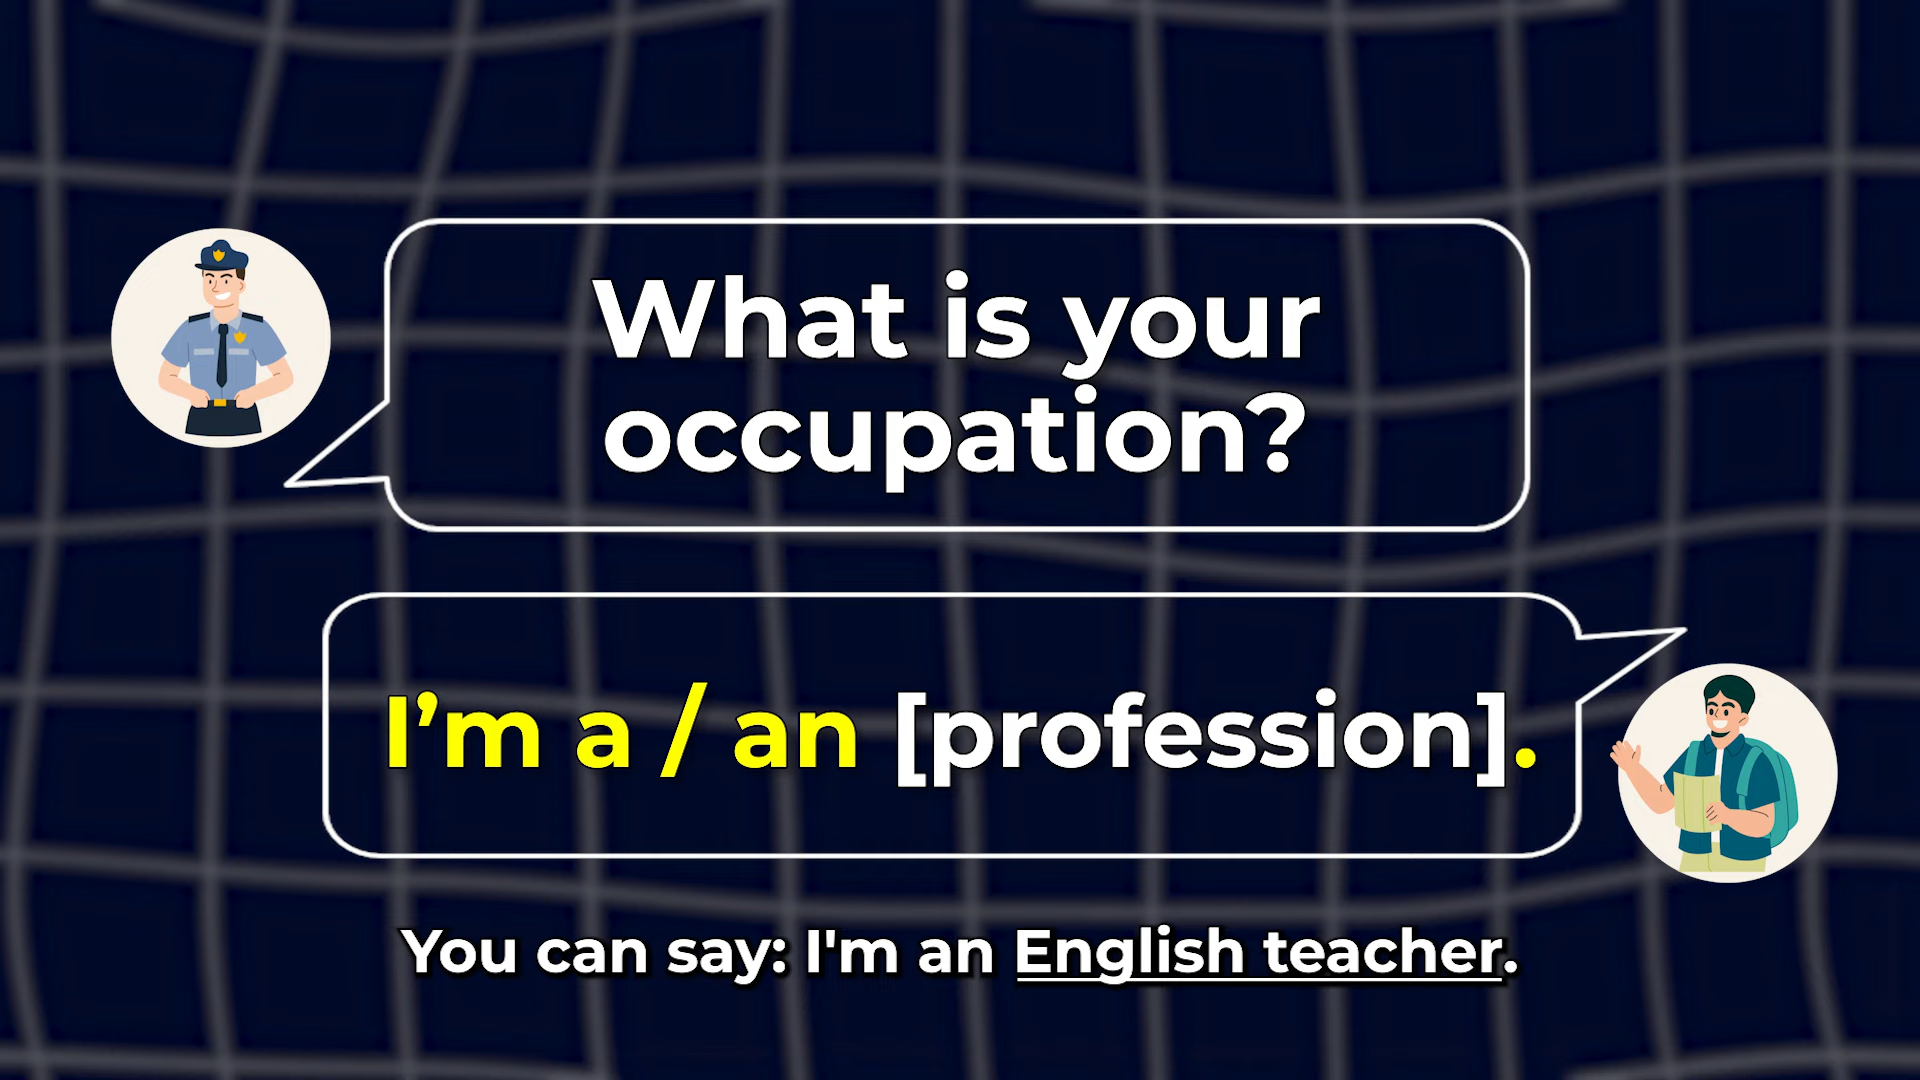 What is your
occupation?
I’m a / an [profession].
You can say: I'm an English teacher.